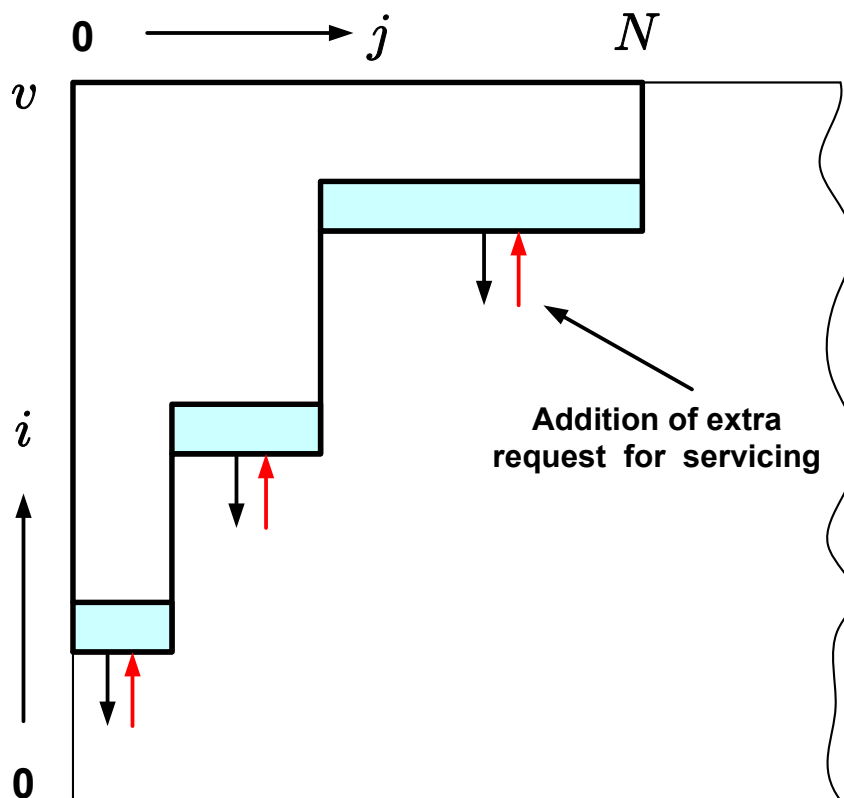 0 j N
v
Addition of extra
i
request for servicing
0